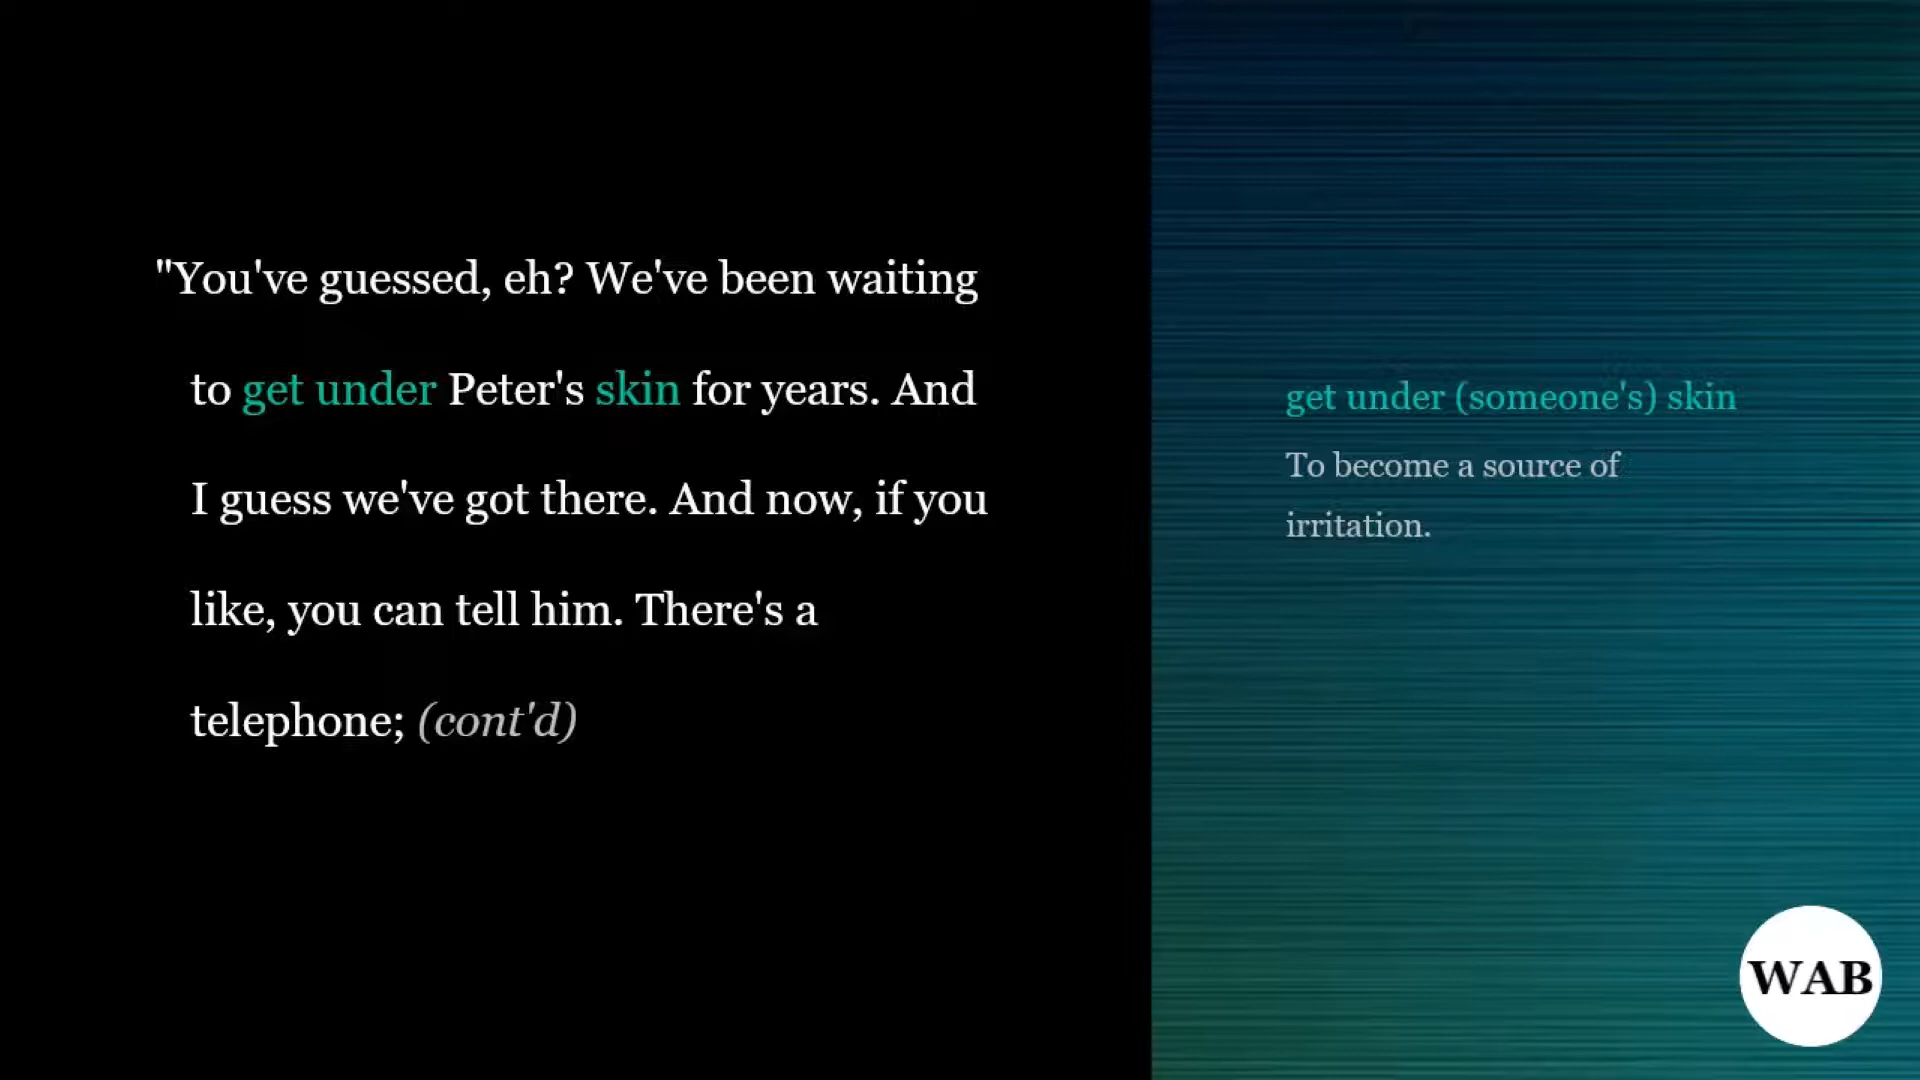 "You've guessed, eh? We've been waiting
to get under Peter's skin for years. And
I guess we've got there. And now, if you
like, you can tell him. There's a
telephone; (cont'd)
get under (someone's) skin
To become a source of
irritation.
WAB